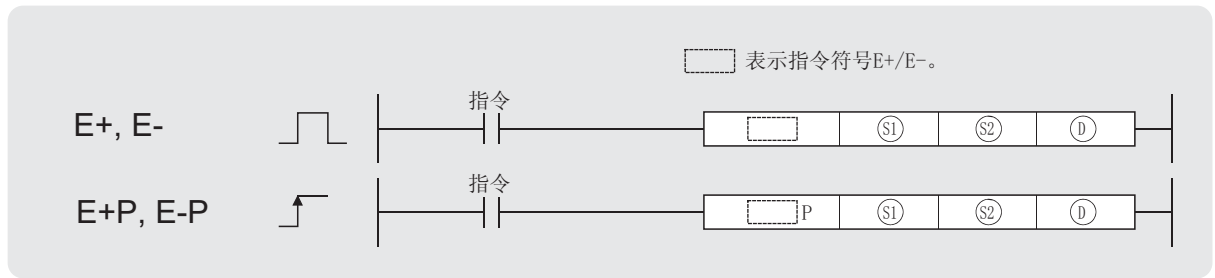 表示指令符号E+/E-。
指令
E+, E-
S1 S2 D
指令
E+P, E-P
P S1 S2 D